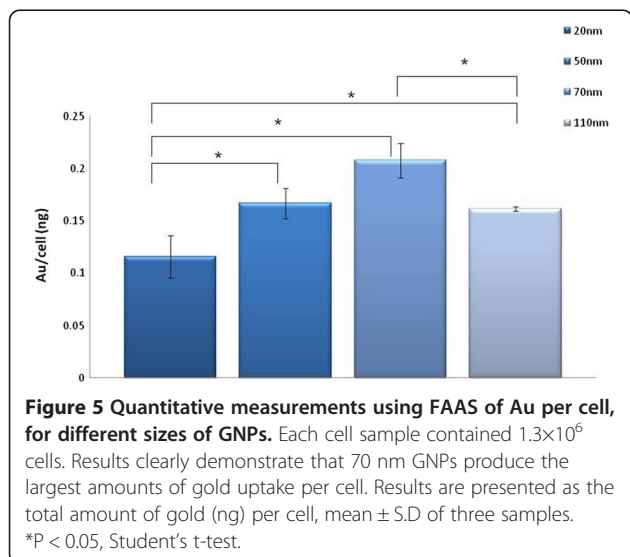 20nm
50nm
70nm
110nm
*
*
*
*
0.25
0.2
0.15
0.1
0.05
0
Au/cell (ng)
Figure 5 Quantitative measurements using FAAS of Au per cell,
for different sizes of GNPs. Each cell sample contained 1.3×10⁶
cells. Results clearly demonstrate that 70 nm GNPs produce the
largest amounts of gold uptake per cell. Results are presented as the
total amount of gold (ng) per cell, mean ± S.D of three samples.
*P < 0.05, Student's t-test.